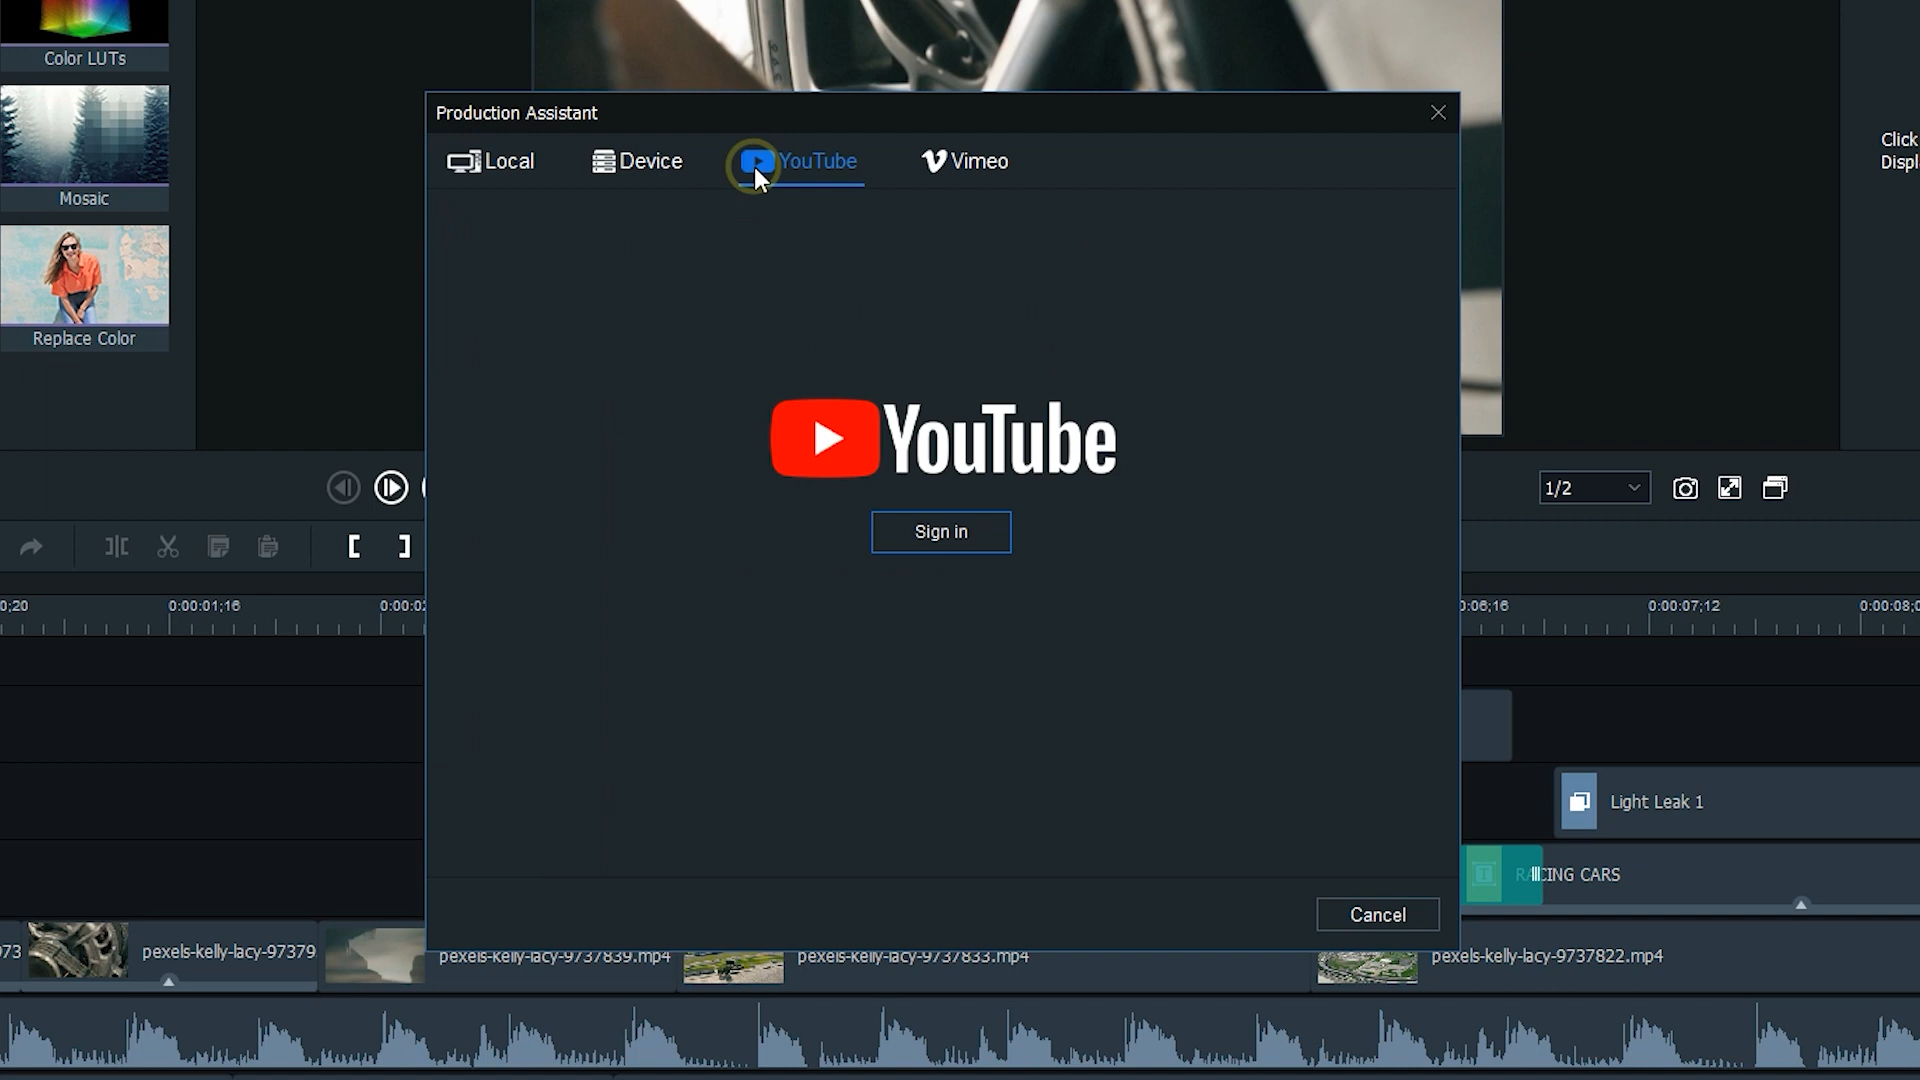 Color LUTs
Mosaic
Replace Color
Production Assistant
Local
Device
YouTube
Vimeo
Click
Displ
YouTube
Sign in
1/2
0;20
0:00:01;16
0:00:02
0:06;16
0:00:07;12
0:00:08;0
Light Leak 1
RACING CARS
Cancel
973
pexels-kelly-lacy-97379
pexels-kelly-lacy-9737839.mp4
pexels-kelly-lacy-9737833.mp4
pexels-kelly-lacy-9737822.mp4